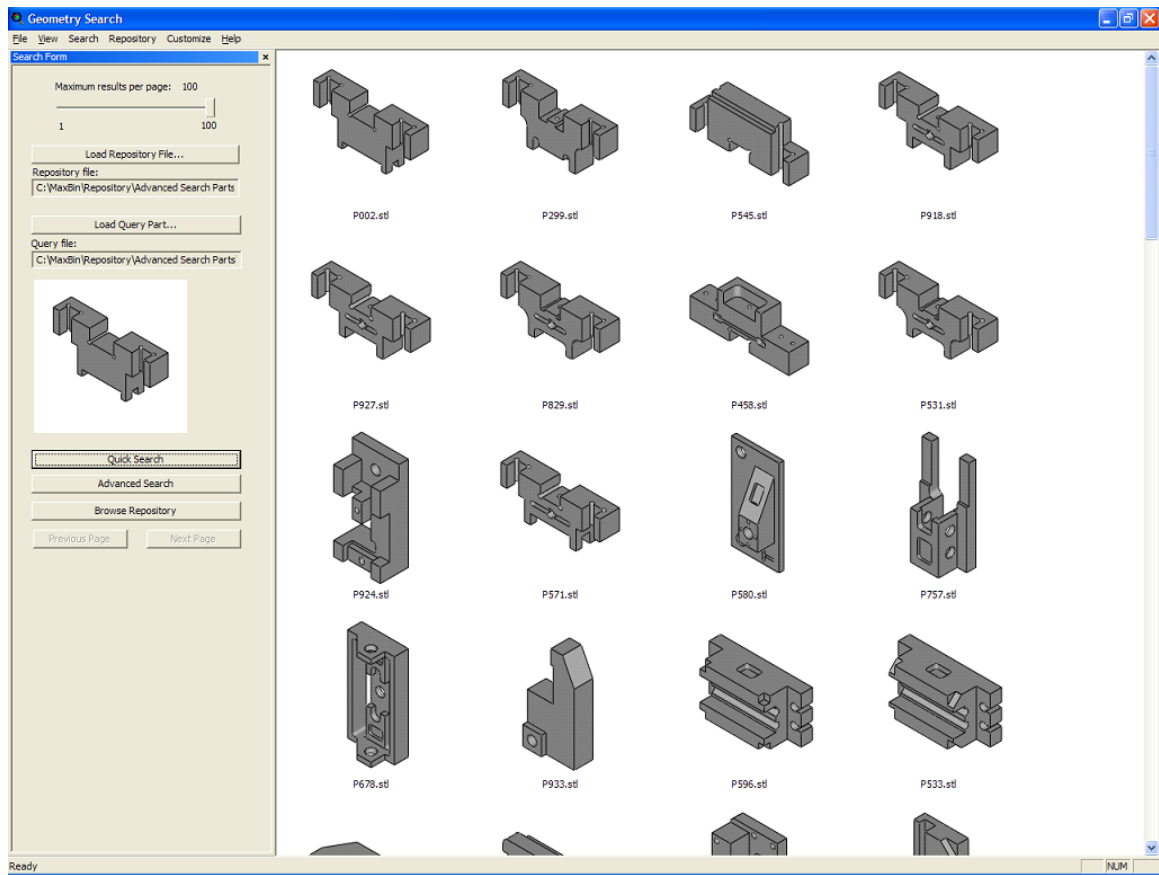 Geometry Search
File View Search Repository Customize Help
Search Form
Maximum results per page: 100
1 100
Load Repository File...
Repository file:
C:\MaxBin\Repository\Advanced Search Parts
Load Query Part...
Query file:
C:\MaxBin\Repository\Advanced Search Parts
Quick Search
Advanced Search
Browse Repository
Previous Page Next Page
P002.stl P299.stl P545.stl P918.stl
P927.stl P829.stl P458.stl P531.stl
P924.stl P571.stl P580.stl P757.stl
P678.stl P933.stl P596.stl P533.stl
Ready NUM